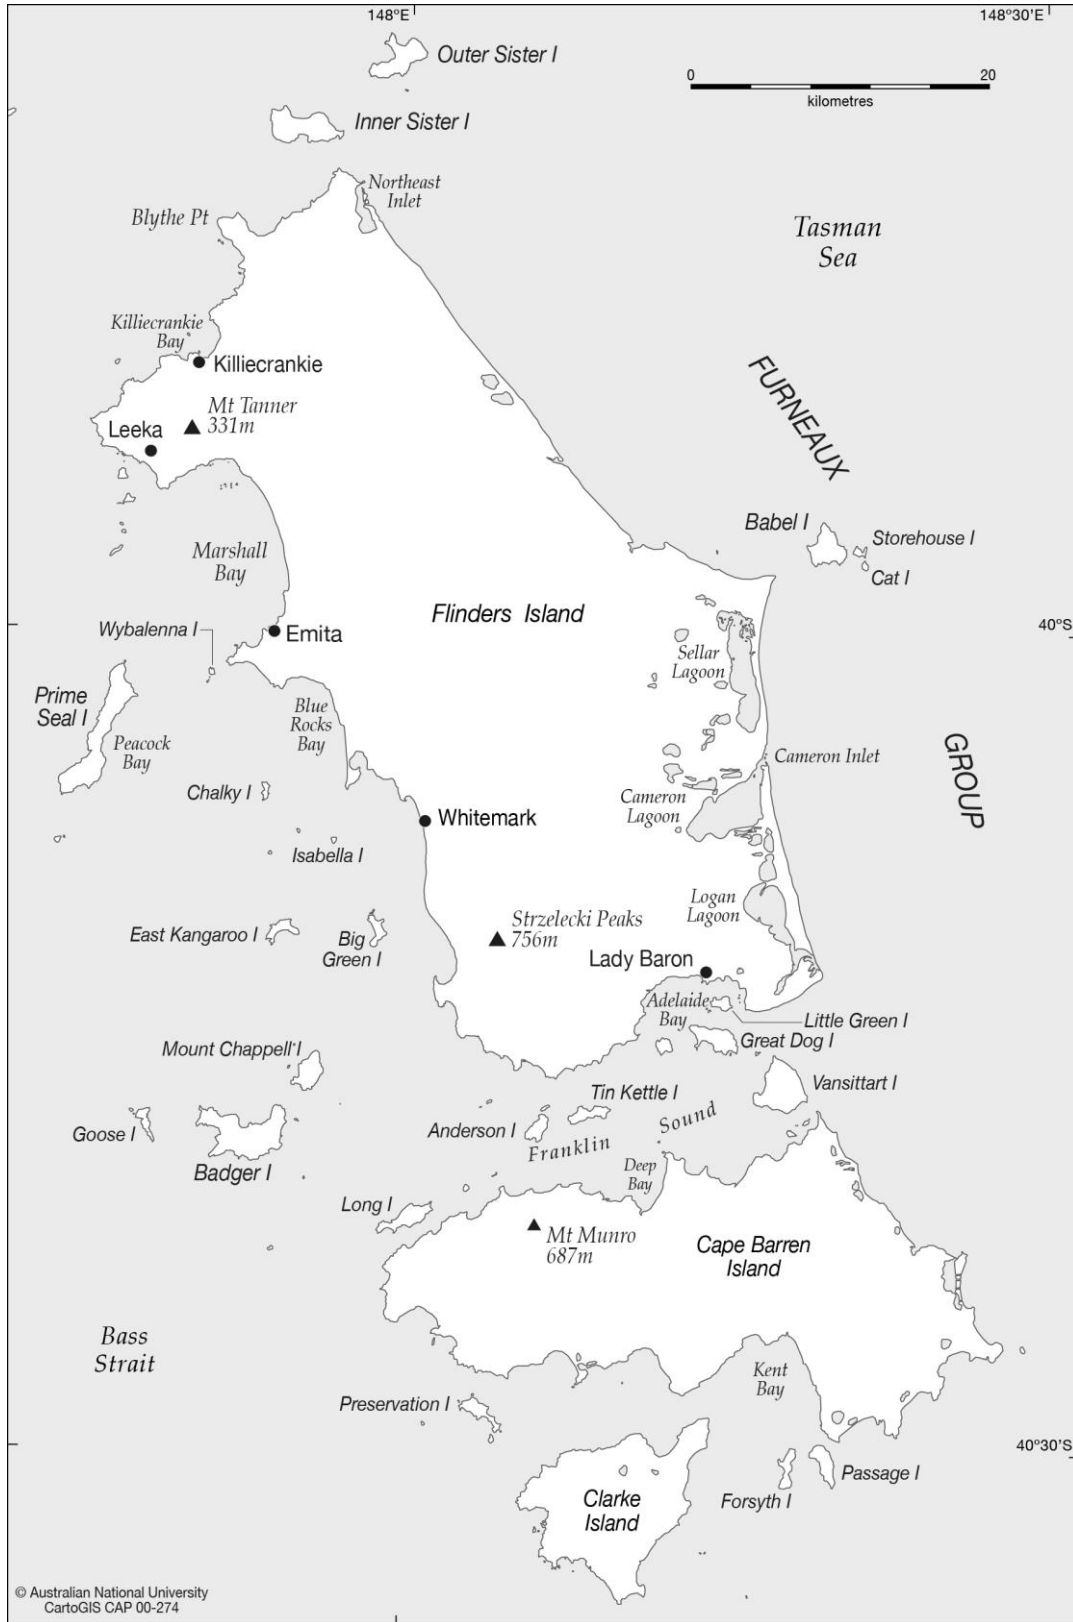 148°E
148°30'E
Outer Sister I
0 20
kilometres
Inner Sister I
Northeast
Inlet
Blythe Pt
Tasman
Sea
Killiecrankie
Bay
Killiecrankie
FURNEAUX
Mt Tanner
331m
Leeka
Babel I
Storehouse I
Cat I
Marshall
Bay
Flinders Island
Wybalenna I
Emita
40°S
Sellar
Lagoon
Prime
Seal I
Blue
Rocks
Bay
Peacock
Bay
GROUP
Cameron Inlet
Chalky I
Cameron
Lagoon
Whitemark
Isabella I
Logan
Lagoon
Strzelecki Peaks
756m
East Kangaroo I
Big
Green I
Lady Baron
Adelaide
Bay
Little Green I
Great Dog I
Mount Chappell I
Vansittart I
Tin Kettle I
Goose I
Anderson I
Franklin Sound
Badger I
Deep
Bay
Long I
Mt Munro
687m
Cape Barren
Island
Bass
Strait
Kent
Bay
Preservation I
40°30'S
Passage I
Forsyth I
Clarke
Island
© Australian National University
CartoGIS CAP 00-274